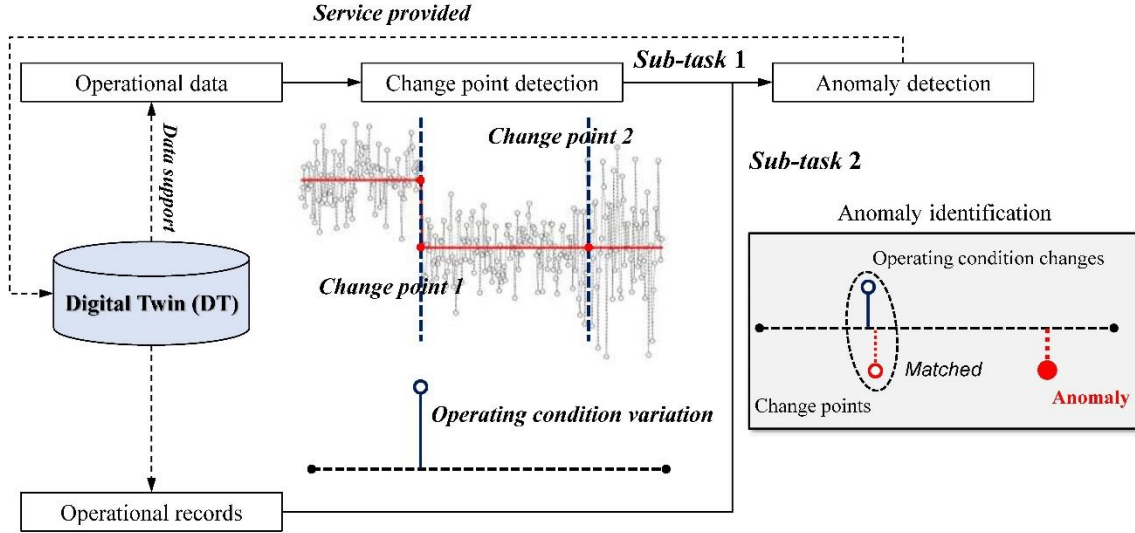 Service provided
Sub-task 1
Operational data
Change point detection
Anomaly detection
Data support
Change point 2
Sub-task 2
Anomaly identification
Operating condition changes
Digital Twin (DT)
Change point 1
Matched
Change points
Anomaly
Operating condition variation
Operational records